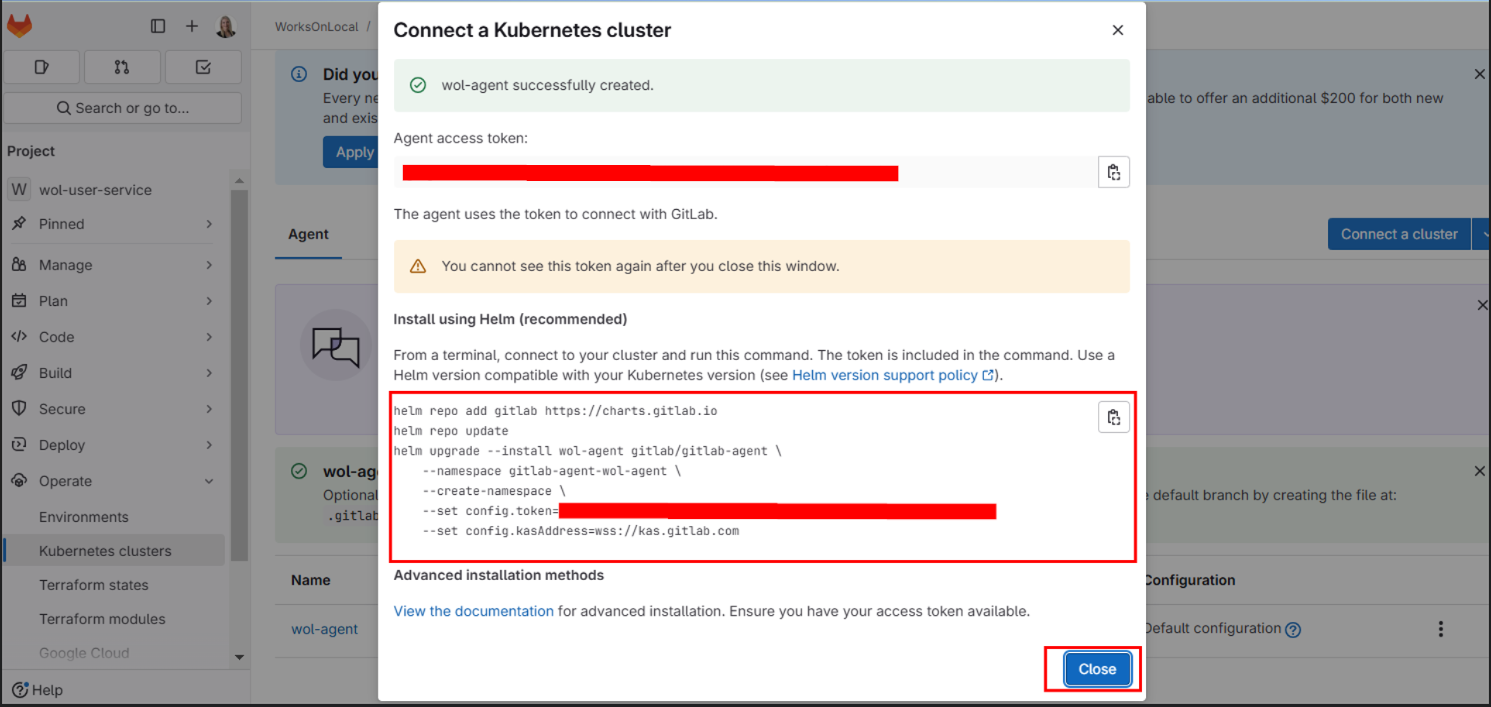 WorksOnLocal /
Search or go to...
Project
W wol-user-service
Pinned
Manage
Plan
Code
Build
Secure
Deploy
Operate
Environments
Kubernetes clusters
Terraform states
Terraform modules
Google Cloud
Help
Did you
Every ne
and exis
able to offer an additional $200 for both new
Apply
Agent
Connect a cluster
wol-ag
Optional
e default branch by creating the file at:
.gitlab
Name
Configuration
wol-agent
Default configuration
Connect a Kubernetes cluster
wol-agent successfully created.
Agent access token:
The agent uses the token to connect with GitLab.
You cannot see this token again after you close this window.
Install using Helm (recommended)
From a terminal, connect to your cluster and run this command. The token is included in the command. Use a
Helm version compatible with your Kubernetes version (see Helm version support policy ).
helm repo add gitlab https://charts.gitlab.io
helm repo update
helm upgrade --install wol-agent gitlab/gitlab-agent \
--namespace gitlab-agent-wol-agent \
--create-namespace \
--set config.token=
--set config.kasAddress=wss://kas.gitlab.com
Advanced installation methods
View the documentation for advanced installation. Ensure you have your access token available.
Close